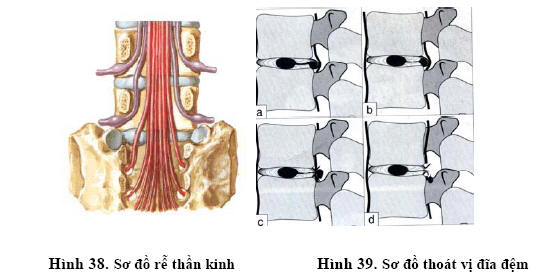 a
b
c
d
Hình 38. Sơ đồ rễ thần kinh
Hình 39. Sơ đồ thoát vị đĩa đệm